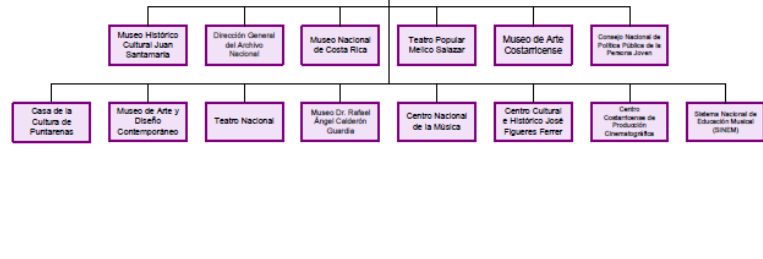 Museo Histórico
Cultural Juan
Santamaría
Dirección General
del Archivo
Nacional
Museo Nacional
de Costa Rica
Teatro Popular
Melico Salazar
Museo de Arte
Costarricense
Consejo Nacional de
Política Pública de la
Persona Joven
Casa de la
Cultura de
Puntarenas
Museo de Arte y
Diseño
Contemporáneo
Teatro Nacional
Museo Dr. Rafael
Ángel Calderón
Guardia
Centro Nacional
de la Música
Centro Cultural
e Histórico José
Figueres Ferrer
Centro
Costarricense de
Producción
Cinematográfica
Sistema Nacional de
Educación Musical
(SINEM)